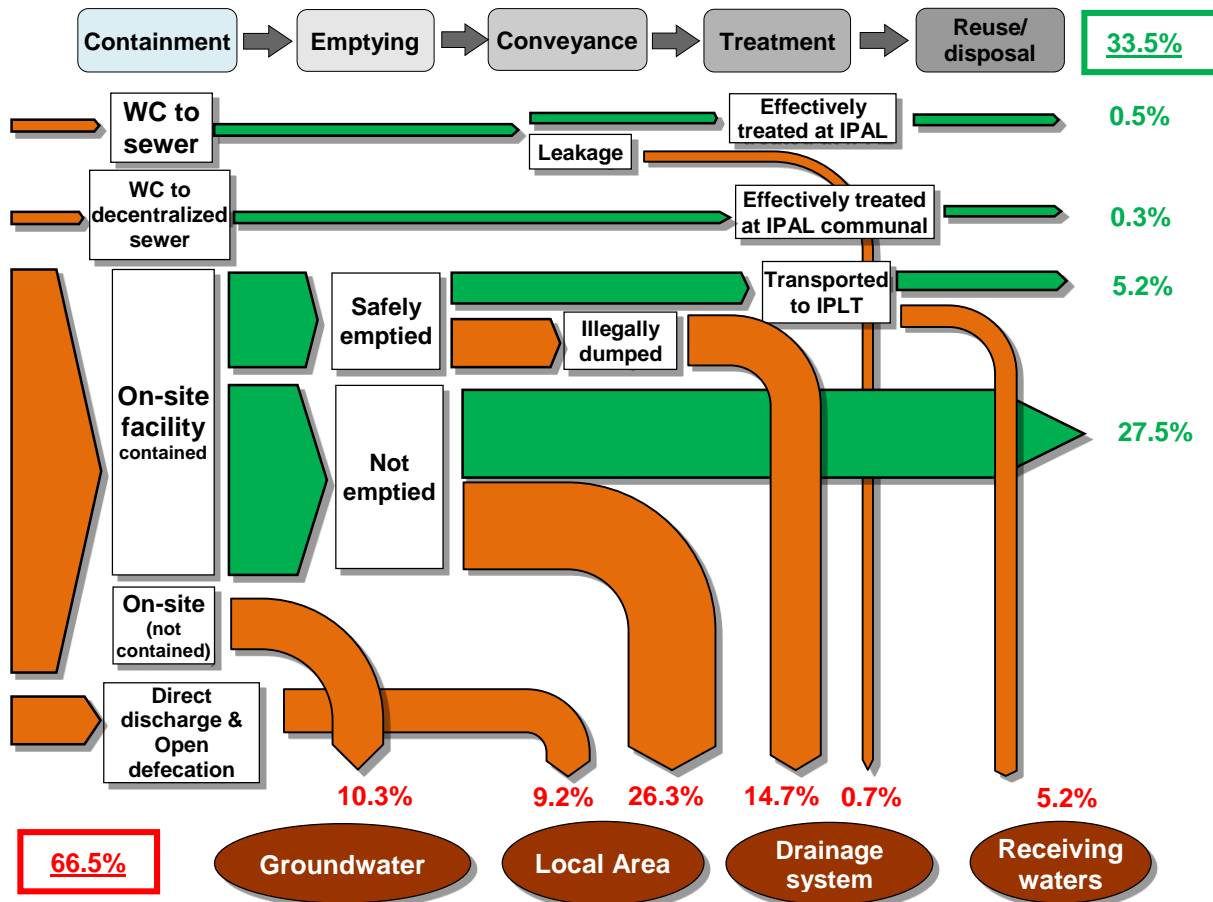 Containment
Emptying
Conveyance
Treatment
Reuse/
disposal
33.5%
WC to
sewer
Effectively
treated at IPAL
0.5%
Leakage
WC to
decentralized
sewer
Effectively treated
at IPAL communal
0.3%
On-site
facility
contained
Safely
emptied
Transported
to IPLT
5.2%
Illegally
dumped
Not
emptied
27.5%
On-site
(not
contained)
Direct
discharge &
Open
defecation
10.3%
9.2%
26.3%
14.7%
0.7%
5.2%
66.5%
Groundwater
Local Area
Drainage
system
Receiving
waters